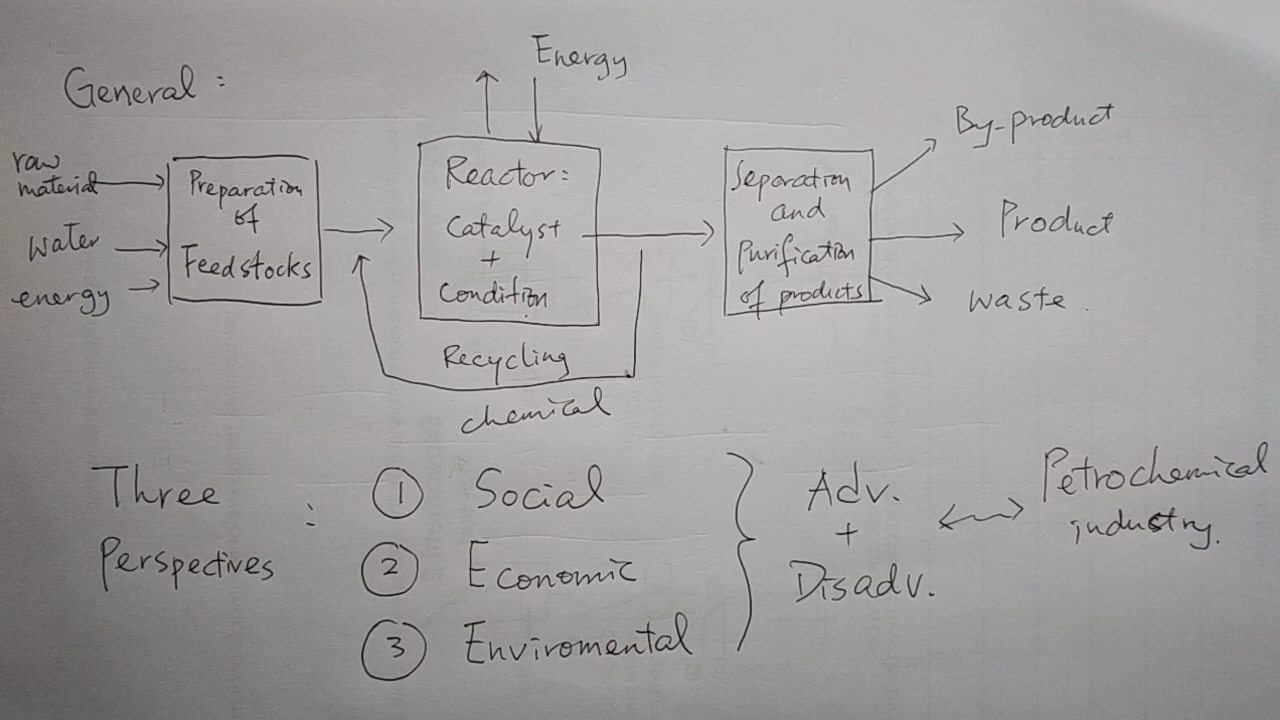 General :
Energy
raw
material
water
energy
Preparation
of
Feedstocks
Reactor:
Catalyst
+
Condition
Recycling
chemical
Separation
and
Purification
of products
By-product
Product
waste.
Three
Perspectives :
1 Social
2 Economic
3 Enviromental
Adv.
+
Disadv.
Petrochemical
industry.